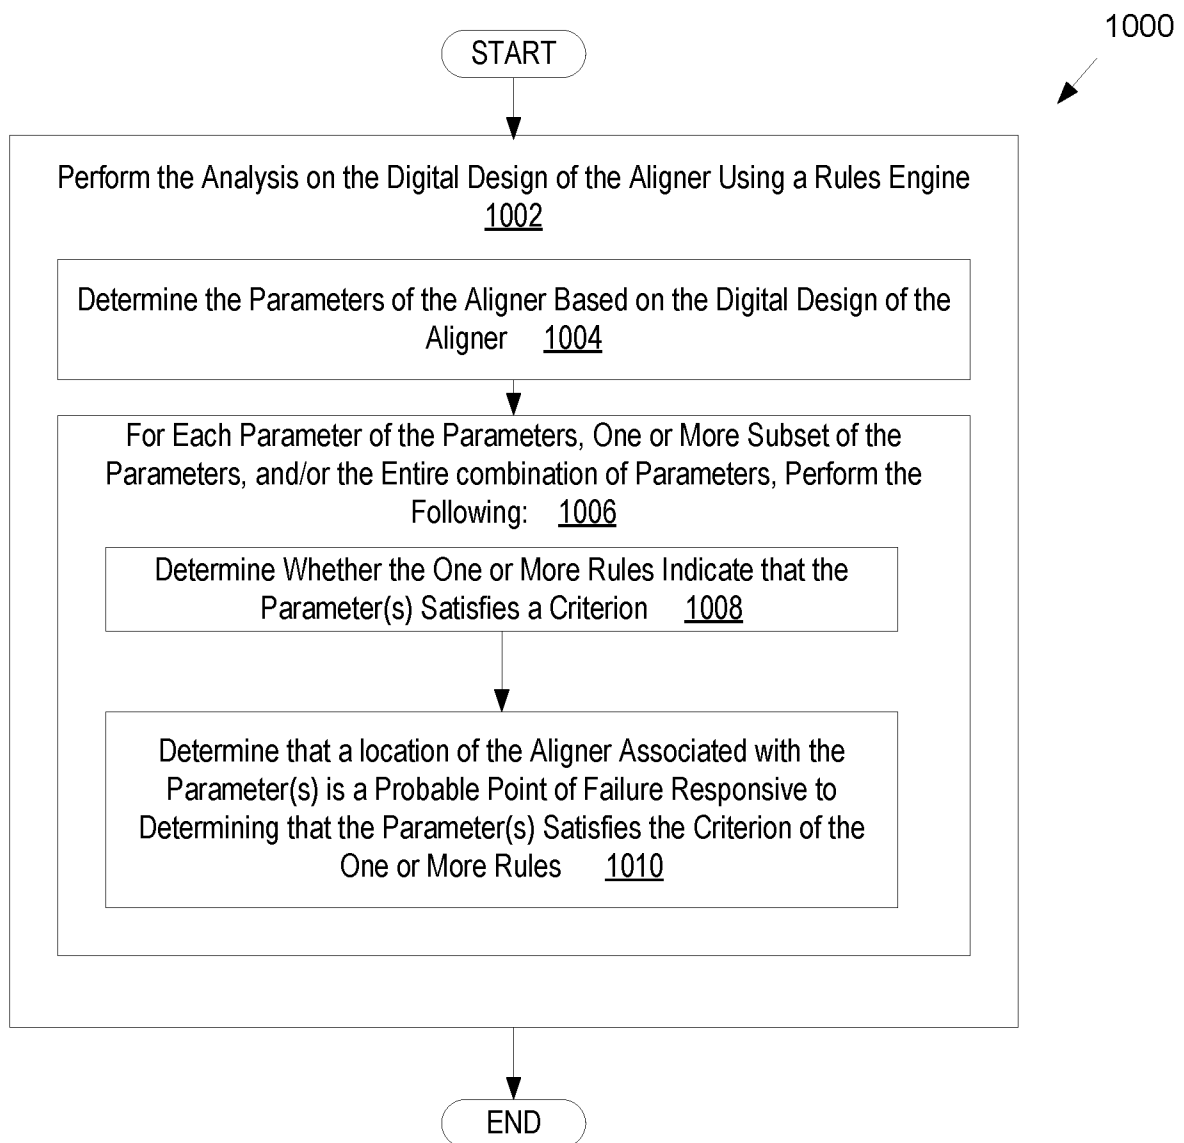 1000
START
Perform the Analysis on the Digital Design of the Aligner Using a Rules Engine
1002
Determine the Parameters of the Aligner Based on the Digital Design of the
Aligner 1004
For Each Parameter of the Parameters, One or More Subset of the
Parameters, and/or the Entire combination of Parameters, Perform the
Following: 1006
Determine Whether the One or More Rules Indicate that the
Parameter(s) Satisfies a Criterion 1008
Determine that a location of the Aligner Associated with the
Parameter(s) is a Probable Point of Failure Responsive to
Determining that the Parameter(s) Satisfies the Criterion of the
One or More Rules 1010
END